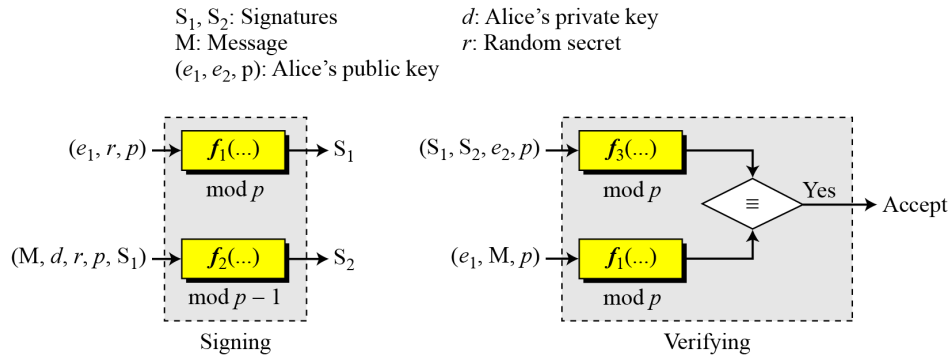 S₁, S₂: Signatures
M: Message
(e₁, e₂, p): Alice's public key
d: Alice's private key
r: Random secret
(e₁, r, p)
f₁(...)
S₁
mod p
(M, d, r, p, S₁)
f₂(...)
S₂
mod p – 1
Signing
(S₁, S₂, e₂, p)
f₃(...)
mod p
≡
Yes
Accept
(e₁, M, p)
f₁(...)
mod p
Verifying